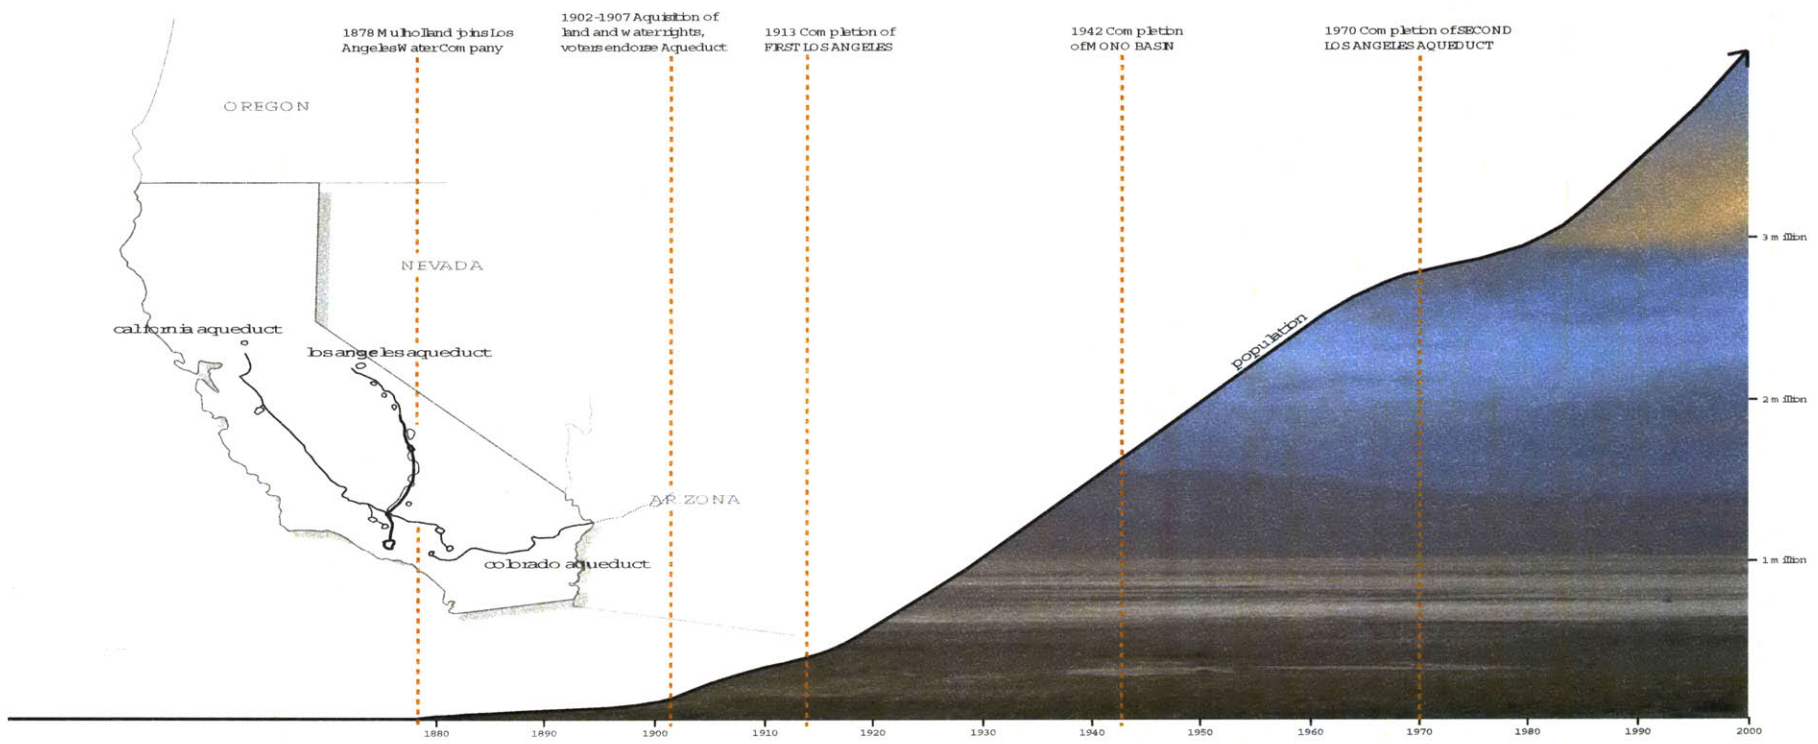 1878 Mulholland joins Los
Angeles Water Company
1902-1907 Aquisition of
land and water rights,
voters endorse Aqueduct
1913 Completion of
FIRST LOS ANGELES
1942 Completion
of MONO BASIN
1970 Completion of SECOND
LOS ANGELES AQUEDUCT
OREGON
NEVADA
california aqueduct
los angeles aqueduct
ARIZONA
colorado aqueduct
population
3 million
2 million
1 million
1880
1890
1900
1910
1920
1930
1940
1950
1960
1970
1980
1990
2000